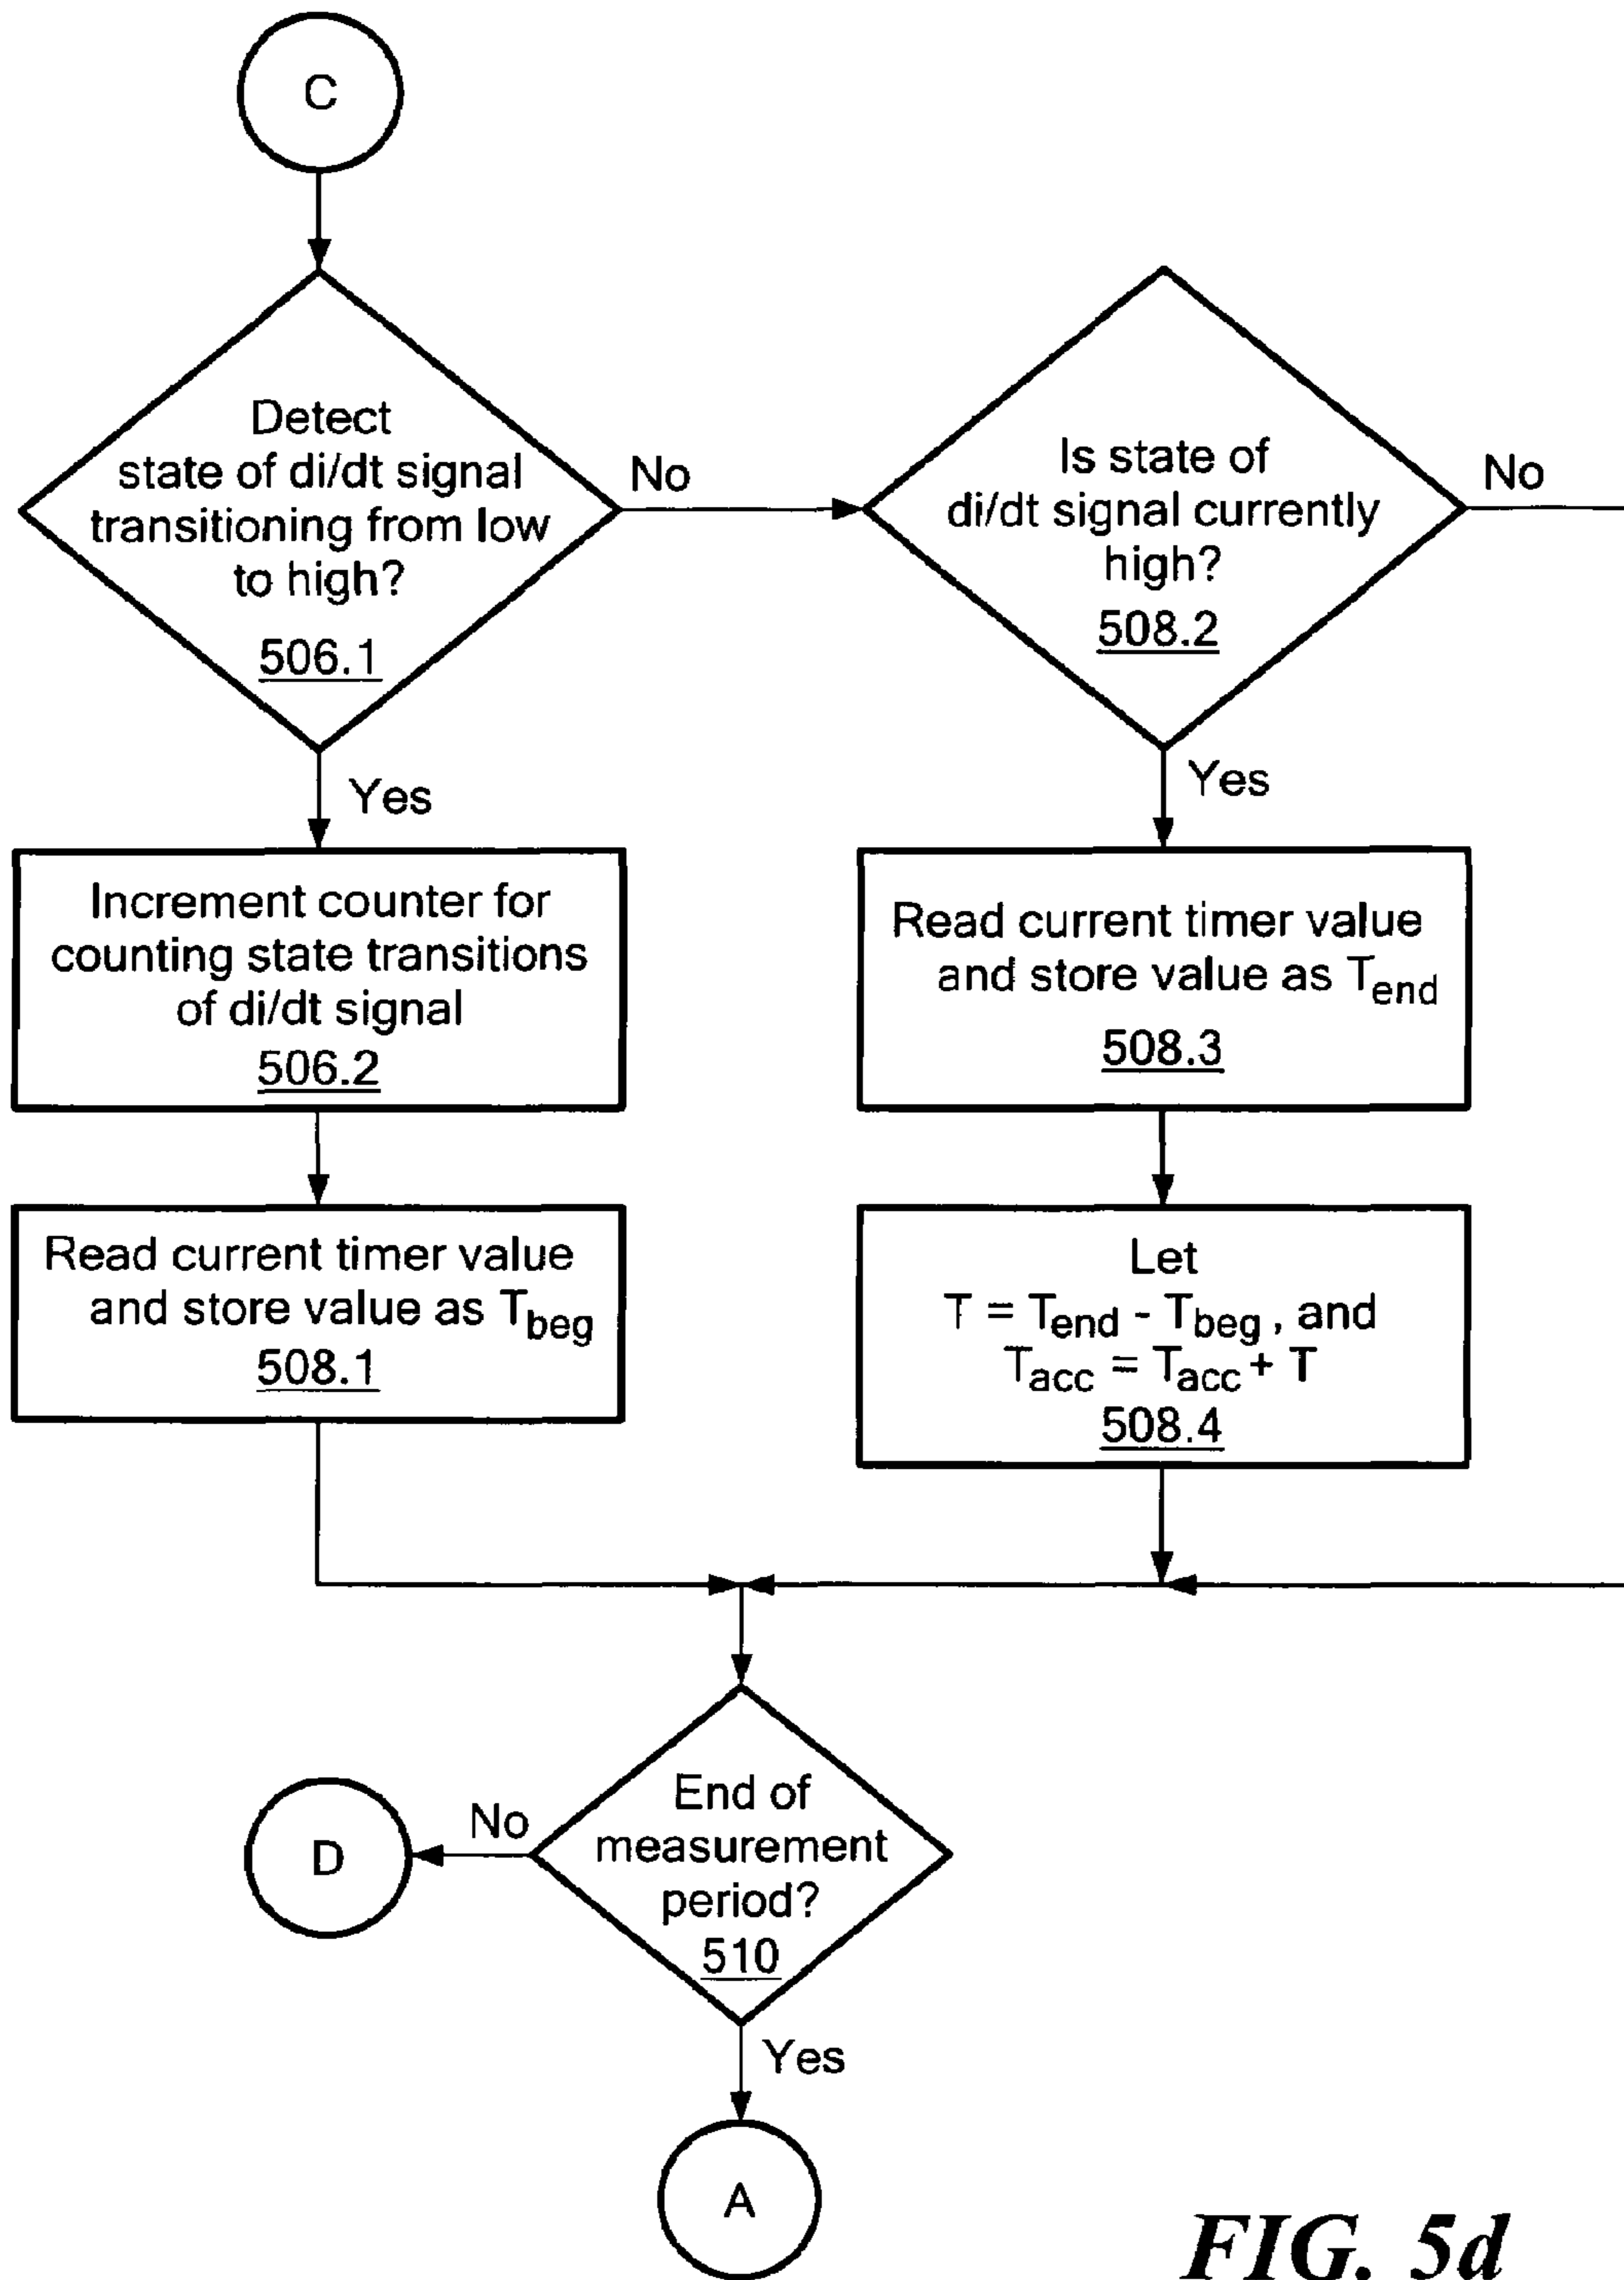 C
Detect
state of di/dt signal
transitioning from low
to high?
506.1
No
Is state of
di/dt signal currently
high?
508.2
No
Yes
Yes
Increment counter for
counting state transitions
of di/dt signal
506.2
Read current timer value
and store value as Tend
508.3
Read current timer value
and store value as Tbeg
508.1
Let
T = Tend - Tbeg , and
Tacc = Tacc + T
508.4
End of
measurement
period?
510
No
D
Yes
A
FIG. 5d